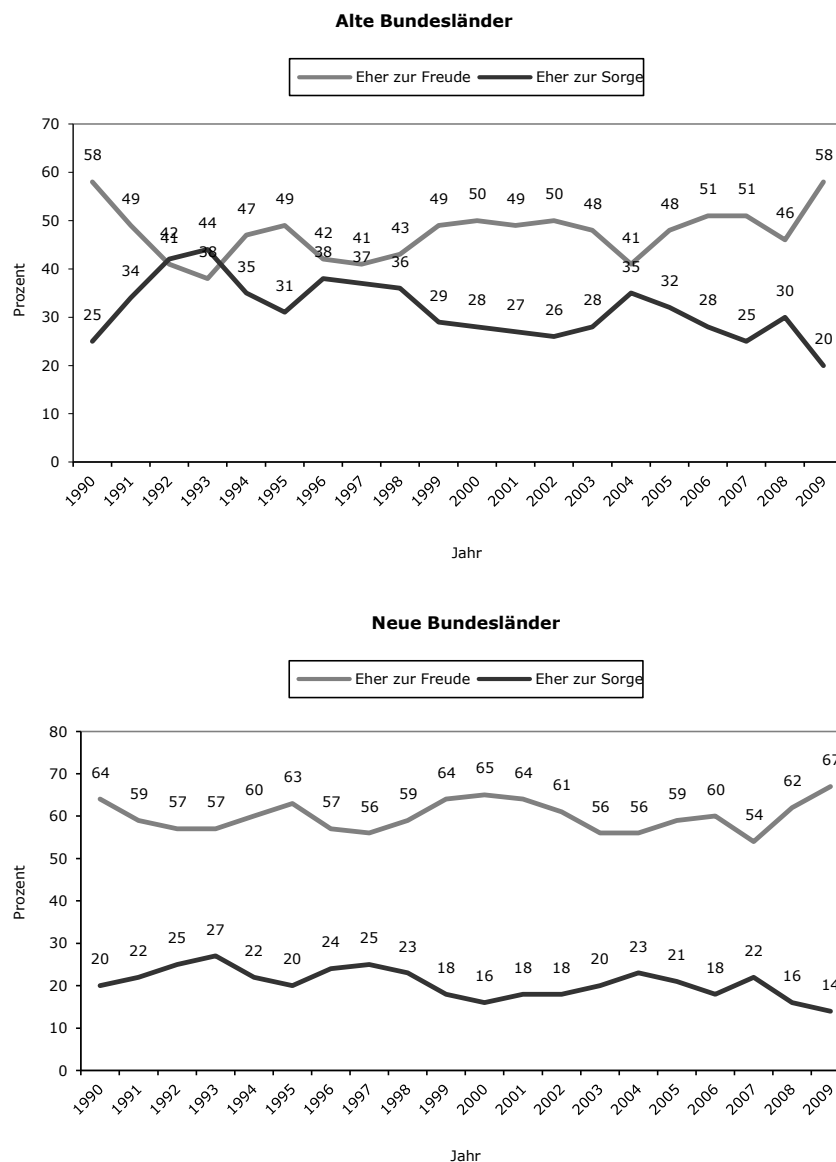 Alte Bundesländer
Eher zur Freude Eher zur Sorge
Prozent
70
60
50
40
30
20
10
0
58 49 41 38 47 49 42 41 43 49 50 49 50 48 41 48 51 51 46 58
25 34 42 44 35 31 38 37 36 29 28 27 26 28 35 32 28 25 30 20
1990 1991 1992 1993 1994 1995 1996 1997 1998 1999 2000 2001 2002 2003 2004 2005 2006 2007 2008 2009
Jahr
Neue Bundesländer
Eher zur Freude Eher zur Sorge
Prozent
80
70
60
50
40
30
20
10
0
64 59 57 57 60 63 57 56 59 64 65 64 61 56 56 59 60 54 62 67
20 22 25 27 22 20 24 25 23 18 16 18 18 20 23 21 18 22 16 14
1990 1991 1992 1993 1994 1995 1996 1997 1998 1999 2000 2001 2002 2003 2004 2005 2006 2007 2008 2009
Jahr